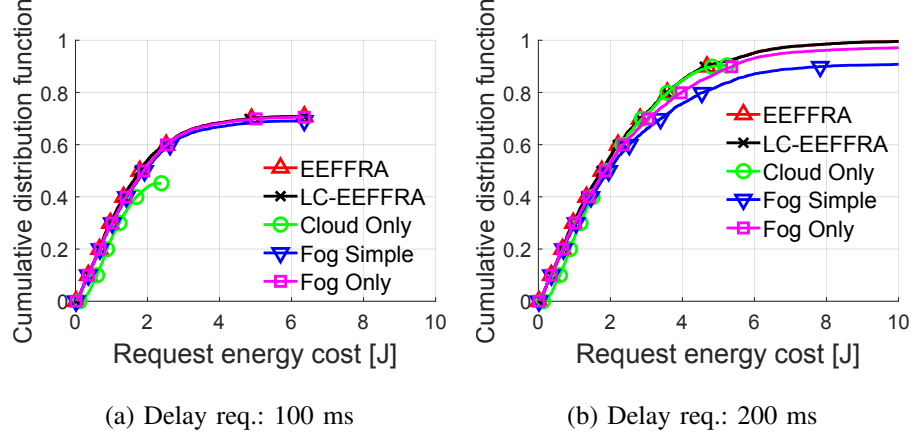 Cumulative distribution function
1
0.8
0.6
0.4
0.2
0
0
2
4
6
8
10
EEFFRA
LC-EEFFRA
Cloud Only
Fog Simple
Fog Only
Request energy cost [J]
(a) Delay req.: 100 ms
Cumulative distribution function
1
0.8
0.6
0.4
0.2
0
0
2
4
6
8
10
EEFFRA
LC-EEFFRA
Cloud Only
Fog Simple
Fog Only
Request energy cost [J]
(b) Delay req.: 200 ms